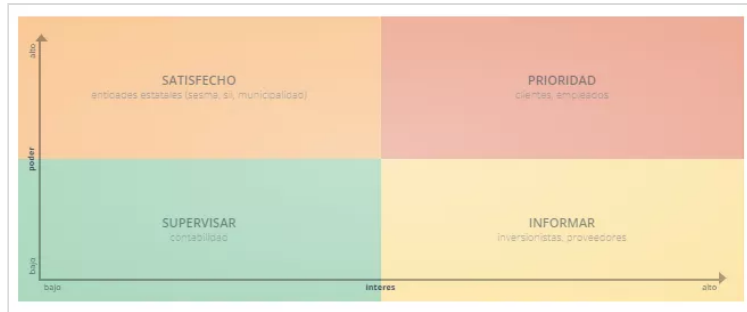 alto
SATISFECHO
entidades estatales (sesma, sii, municipalidad)
PRIORIDAD
clientes, empleados
poder
SUPERVISAR
contabilidad
INFORMAR
inversionistas, proveedores
bajo
bajo
interes
alto